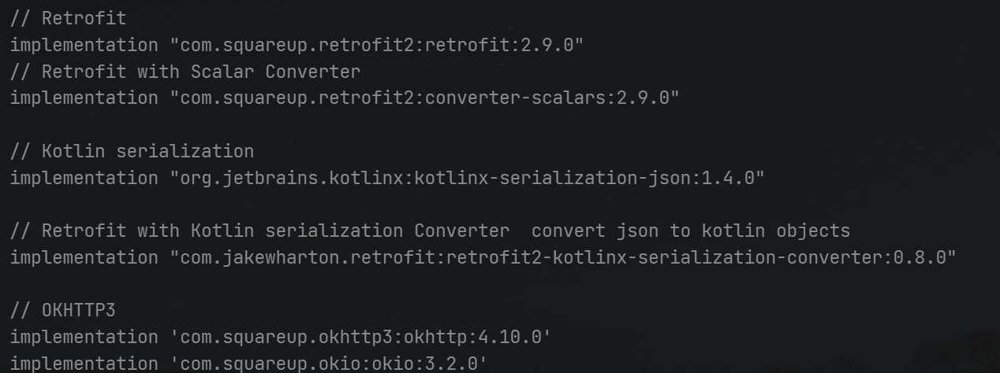 // Retrofit
implementation "com.squareup.retrofit2:retrofit:2.9.0"
// Retrofit with Scalar Converter
implementation "com.squareup.retrofit2:converter-scalars:2.9.0"
// Kotlin serialization
implementation "org.jetbrains.kotlinx:kotlinx-serialization-json:1.4.0"
// Retrofit with Kotlin serialization Converter  convert json to kotlin objects
implementation "com.jakewharton.retrofit:retrofit2-kotlinx-serialization-converter:0.8.0"
// OKHTTP3
implementation 'com.squareup.okhttp3:okhttp:4.10.0'
implementation 'com.squareup.okio:okio:3.2.0'